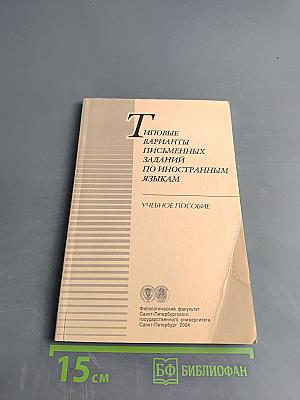 Типовые
варианты
письменных
заданий
по иностранным
языкам
Учебное пособие
Филологический факультет
Санкт-Петербургского
государственного университета
Санкт-Петербург 2004
15 см
БФ БИБЛИОФАН